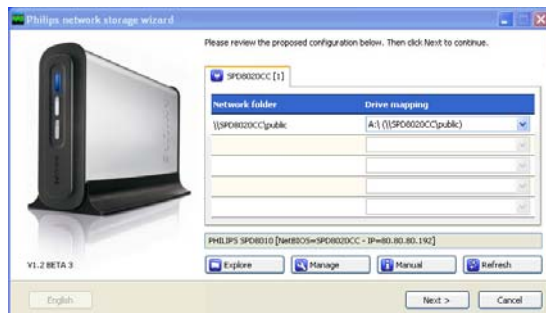 Philips network storage wizard
Please review the proposed configuration below. Then click Next to continue.
SPD8020CC [1]
Network folder Drive mapping
\\SPD8020CC\public A:\ (\\SPD8020CC\public)
PHILIPS SPD8010 [NetBIOS=SPD8020CC - IP=80.80.80.192]
V1.2 BETA 3
Explore Manage Manual Refresh
English Next > Cancel